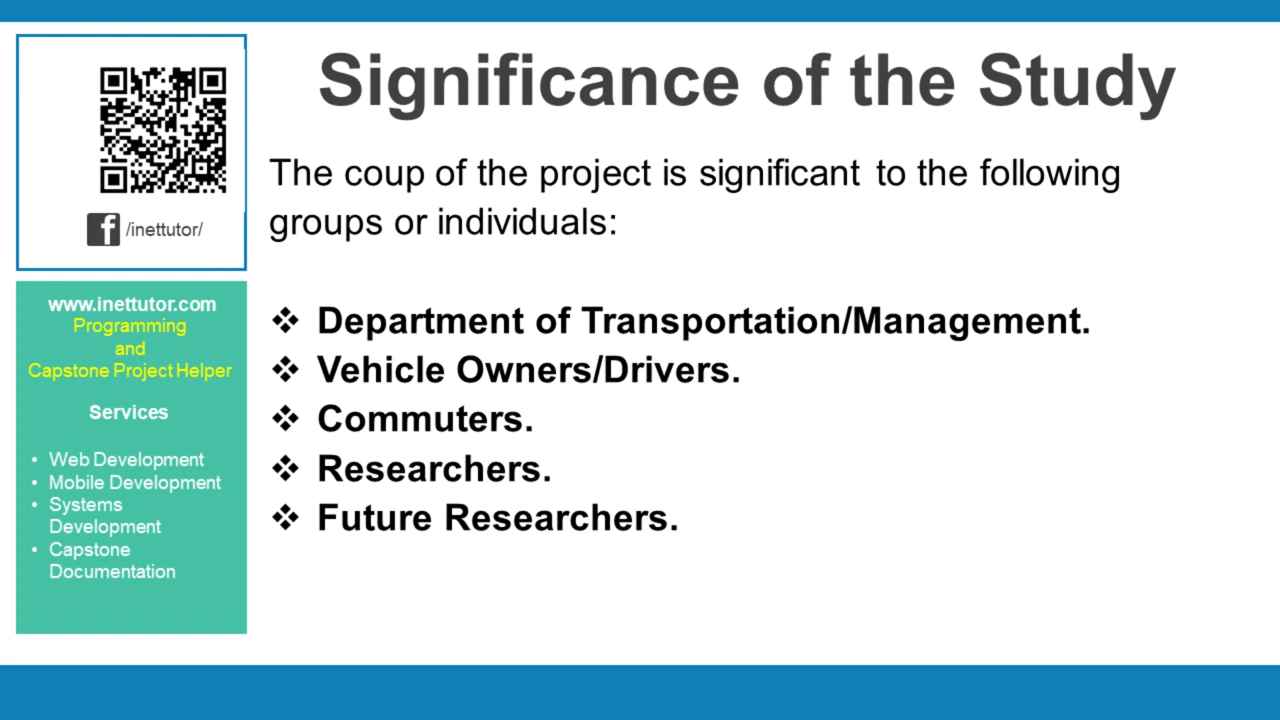 Significance of the Study
The coup of the project is significant to the following
groups or individuals:
❖ Department of Transportation/Management.
❖ Vehicle Owners/Drivers.
❖ Commuters.
❖ Researchers.
❖ Future Researchers.
f /inettutor/
www.inettutor.com
Programming
and
Capstone Project Helper
Services
• Web Development
• Mobile Development
• Systems
Development
• Capstone
Documentation